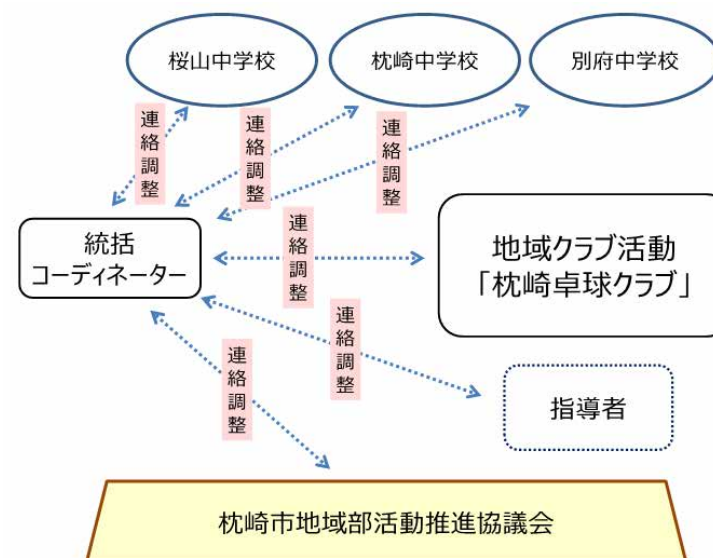 桜山中学校
枕崎中学校
別府中学校
連絡調整
連絡調整
連絡調整
統括
コーディネーター
連絡調整
地域クラブ活動
「枕崎卓球クラブ」
連絡調整
連絡調整
指導者
枕崎市地域部活動推進協議会